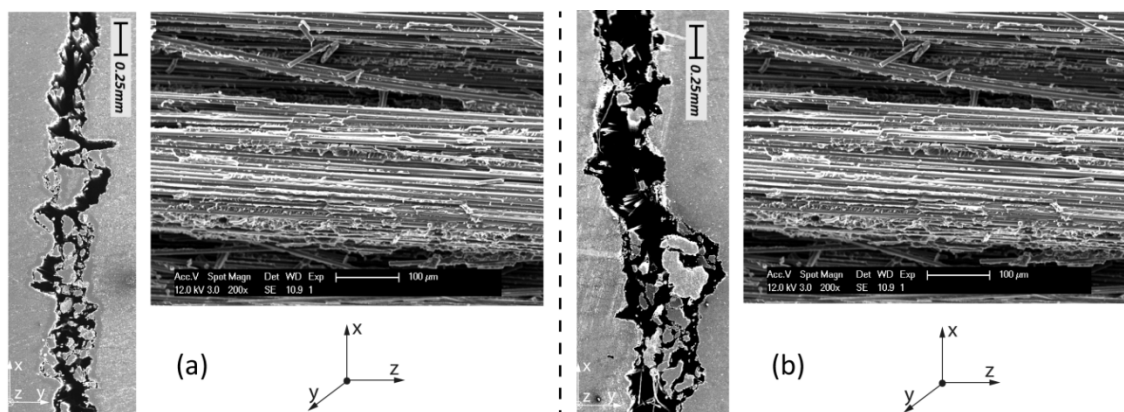 0.25mm
x
z y
Acc.V Spot Magn Det WD Exp
12.0 kV 3.0 200x SE 10.9 1
100 μm
(a)
x
z
y
0.25mm
x
z y
Acc.V Spot Magn Det WD Exp
12.0 kV 3.0 200x SE 10.9 1
100 μm
(b)
x
z
y